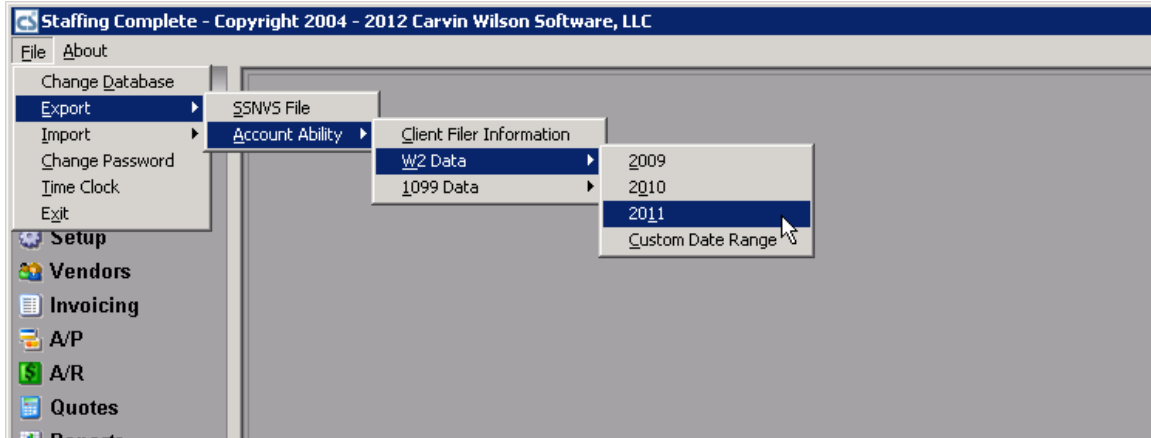 Staffing Complete - Copyright 2004 - 2012 Carvin Wilson Software, LLC
File About
Change Database
Export
Import
Change Password
Time Clock
Exit
SSNVS File
Account Ability
Client Filer Information
W2 Data
1099 Data
2009
2010
2011
Custom Date Range
Setup
Vendors
Invoicing
A/P
A/R
Quotes